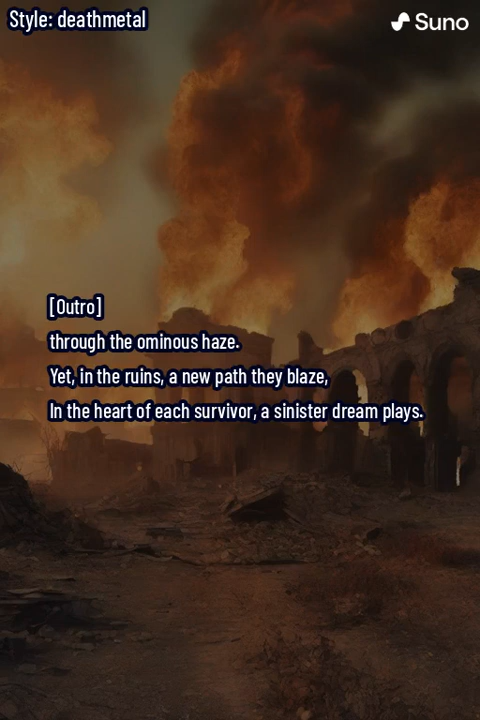 Style: deathmetal
Suno
[Outro]
through the ominous haze.
Yet, in the ruins, a new path they blaze,
In the heart of each survivor, a sinister dream plays.